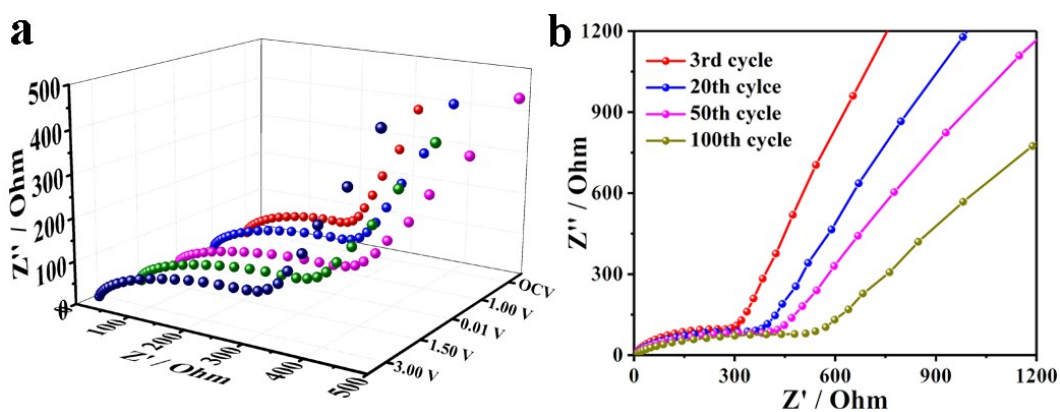 a
Z'' / Ohm
500
400
300
200
100
0
0
100
200
300
400
500
Z' / Ohm
OCV
1.00 V
0.01 V
1.50 V
3.00 V
b
Z'' / Ohm
1200
900
600
300
0
3rd cycle
20th cylce
50th cycle
100th cycle
0 300 600 900 1200
Z' / Ohm